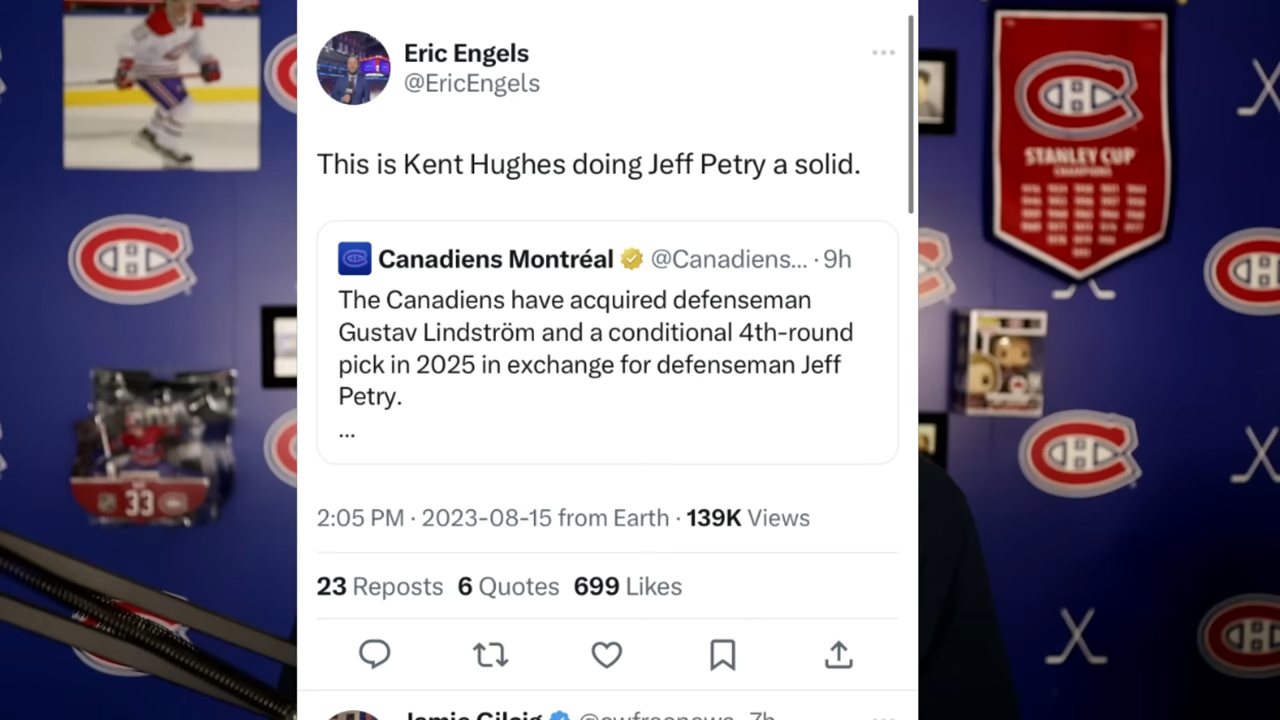 Eric Engels
@EricEngels
This is Kent Hughes doing Jeff Petry a solid.
Canadiens Montréal @Canadiens... · 9h
The Canadiens have acquired defenseman
Gustav Lindström and a conditional 4th-round
pick in 2025 in exchange for defenseman Jeff
Petry.
...
2:05 PM · 2023-08-15 from Earth · 139K Views
23 Reposts 6 Quotes 699 Likes
STANLEY CUP
CHAMPIONS
33